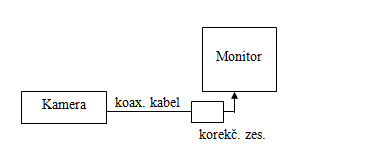 Monitor
Kamera
koax. kabel
korekč. zes.